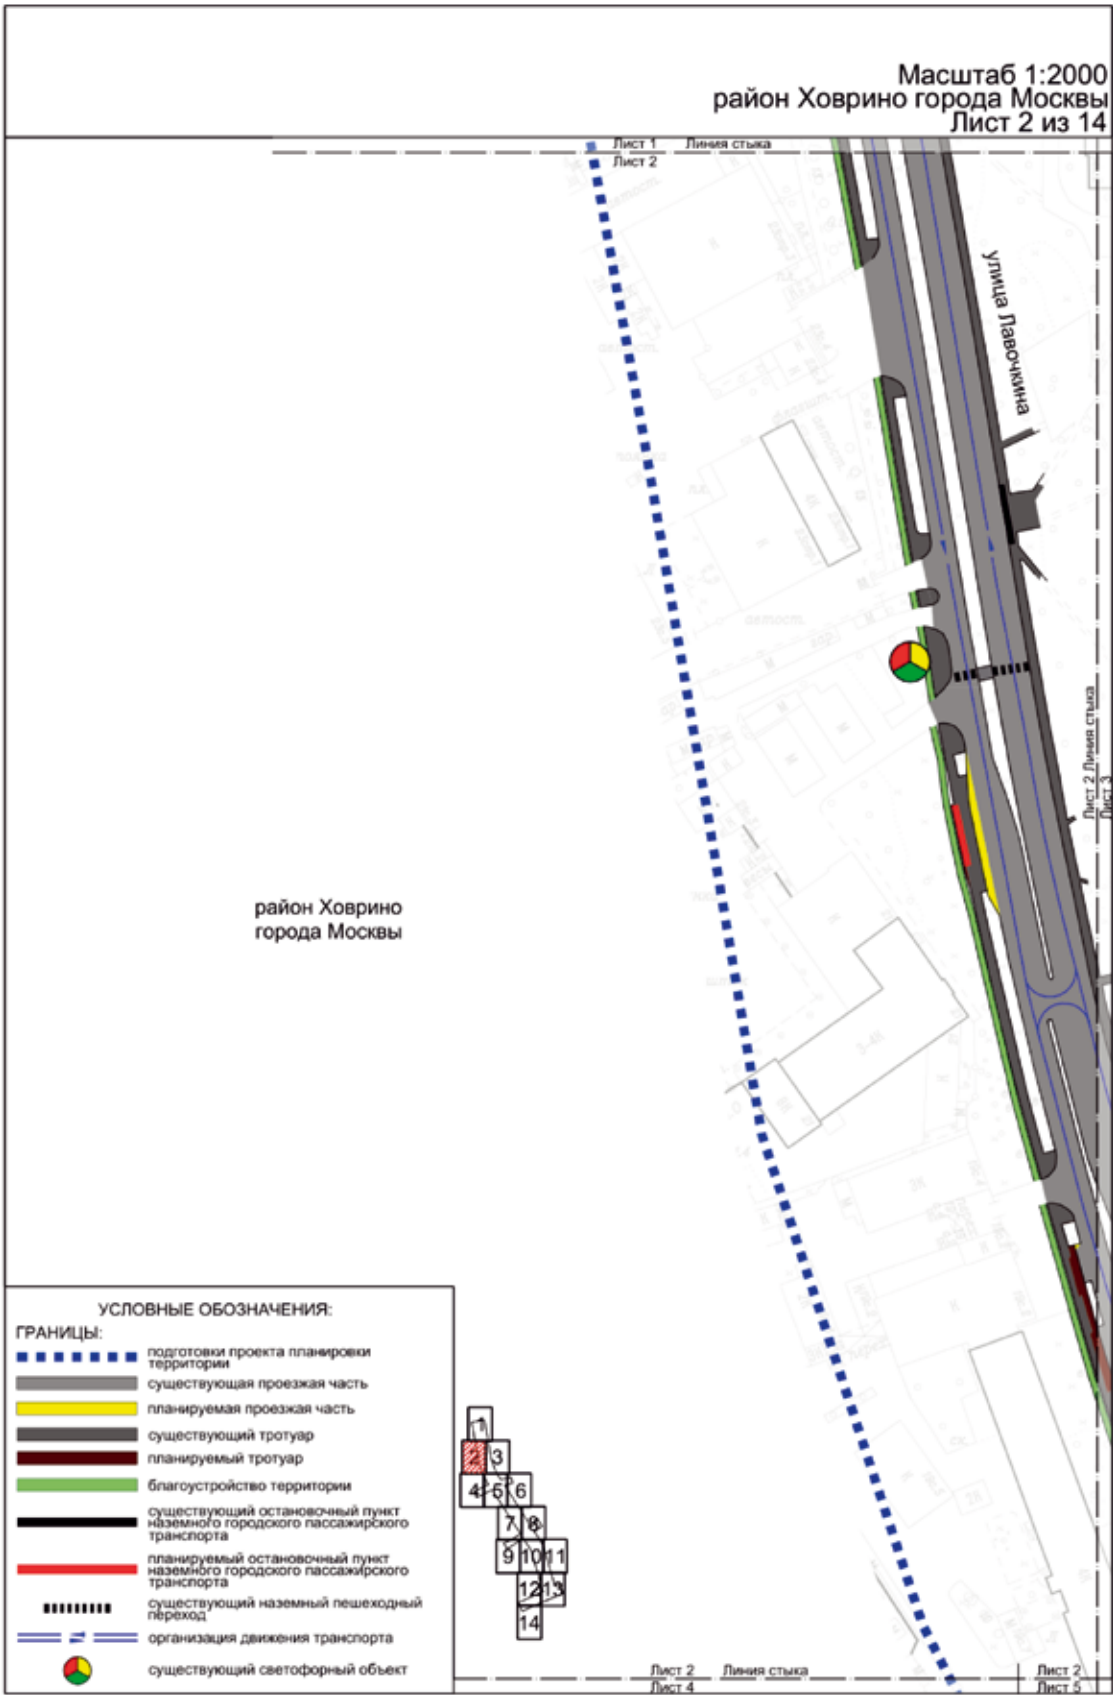 Масштаб 1:2000
район Ховрино города Москвы
Лист 2 из 14
Лист 1 Линия стыка
Лист 2
улица Лавочкина
автост.
Лист 2 Линия стыка
Лист 3
район Ховрино
города Москвы
3-4К
УСЛОВНЫЕ ОБОЗНАЧЕНИЯ:
ГРАНИЦЫ:
подготовки проекта планировки
территории
существующая проезжая часть
планируемая проезжая часть
существующий тротуар
планируемый тротуар
благоустройство территории
существующий остановочный пункт
наземного городского пассажирского
транспорта
планируемый остановочный пункт
наземного городского пассажирского
транспорта
существующий наземный пешеходный
переход
организация движения транспорта
существующий светофорный объект
1
2 3
4 5 6
7 8
9 10 11
12 13
14
Лист 2 Линия стыка Лист 2
Лист 4 Лист 5